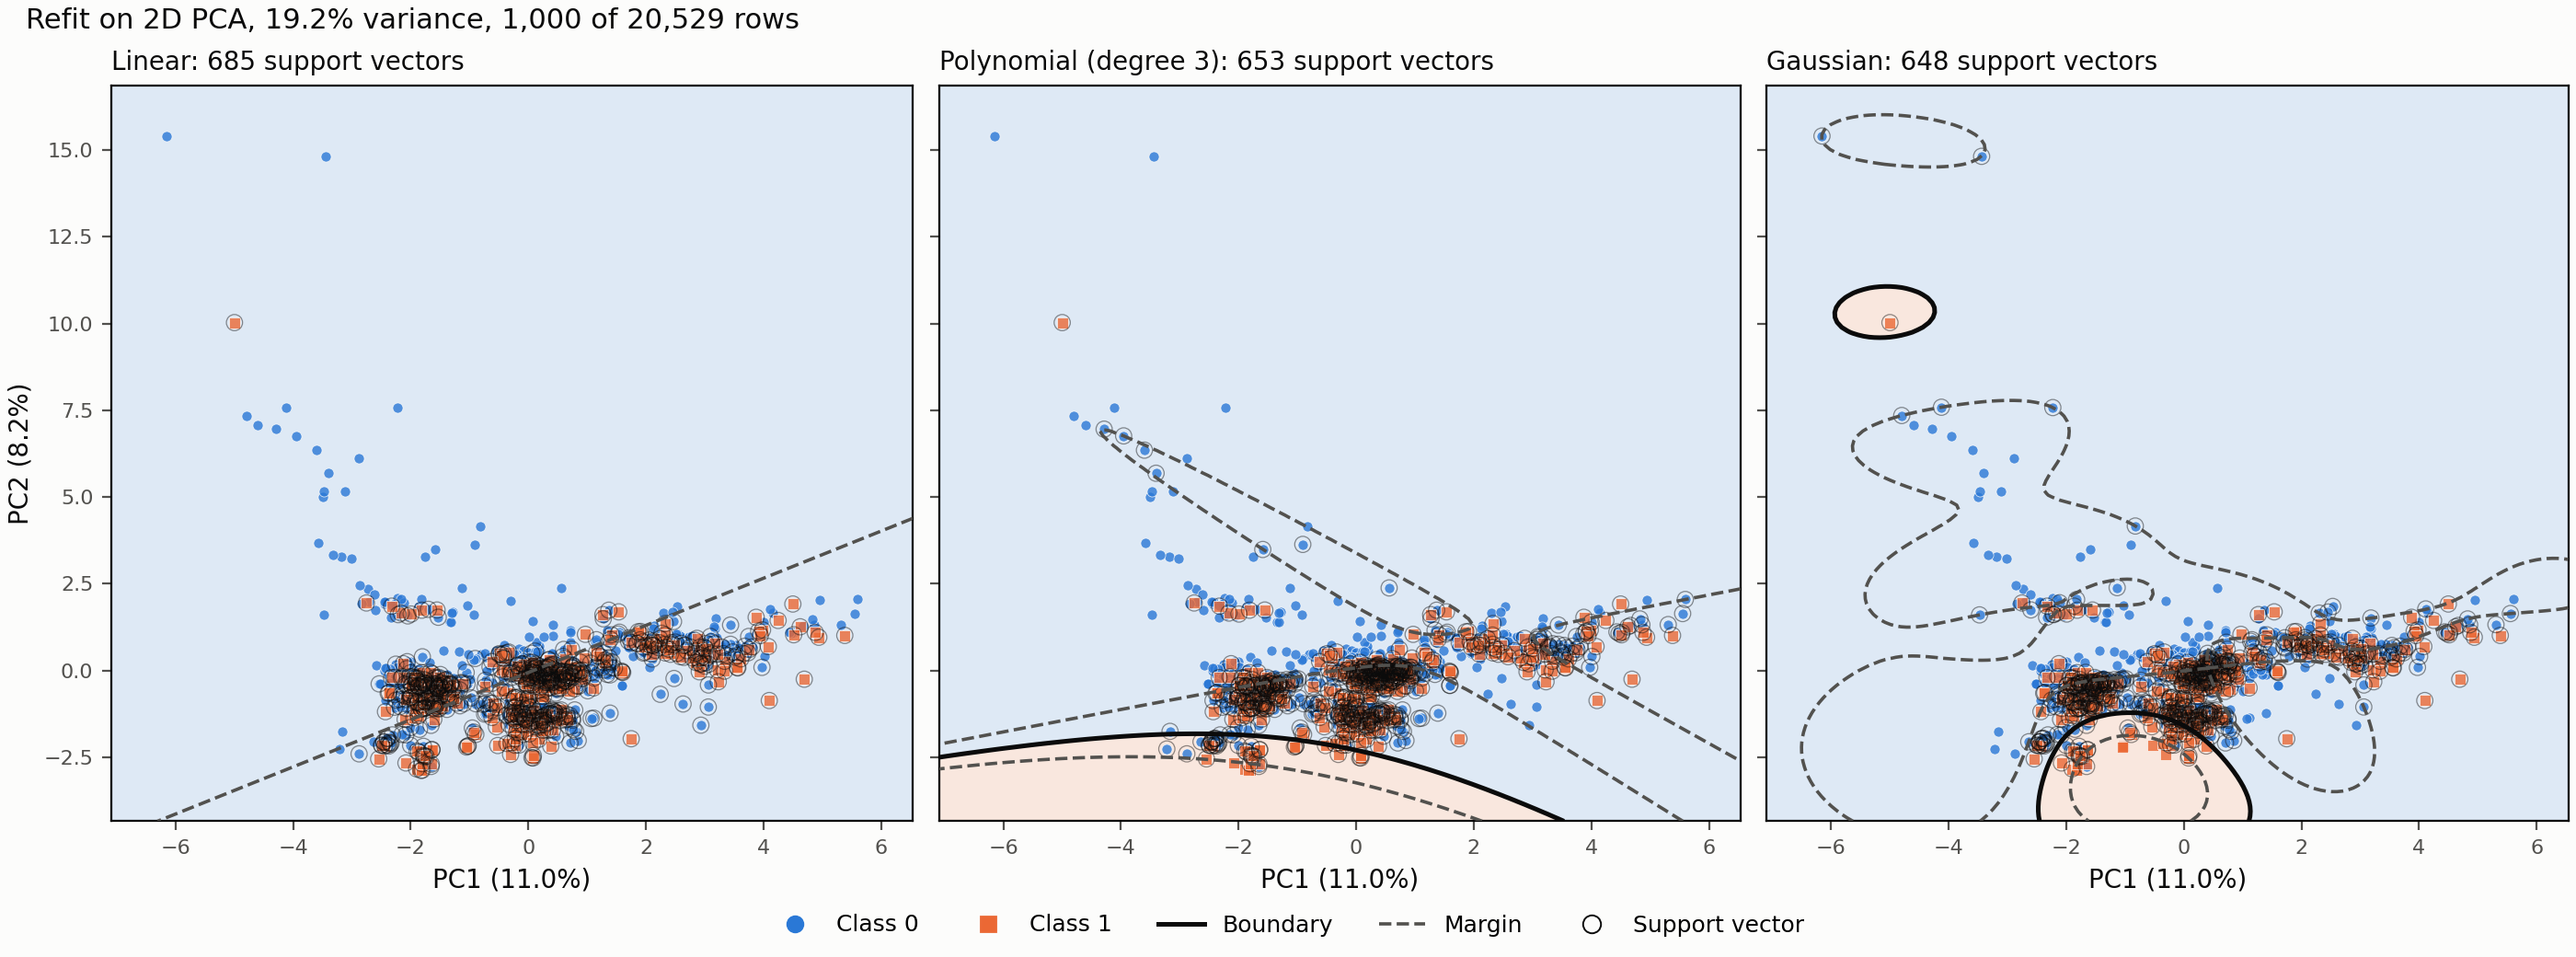 Refit on 2D PCA, 19.2% variance, 1,000 of 20,529 rows
Linear: 685 support vectors
Polynomial (degree 3): 653 support vectors
Gaussian: 648 support vectors
PC2 (8.2%)
15.0
12.5
10.0
7.5
5.0
2.5
0.0
−2.5
−6 −4 −2 0 2 4 6
−6 −4 −2 0 2 4 6
−6 −4 −2 0 2 4 6
PC1 (11.0%)
PC1 (11.0%)
PC1 (11.0%)
Class 0 Class 1 Boundary Margin Support vector